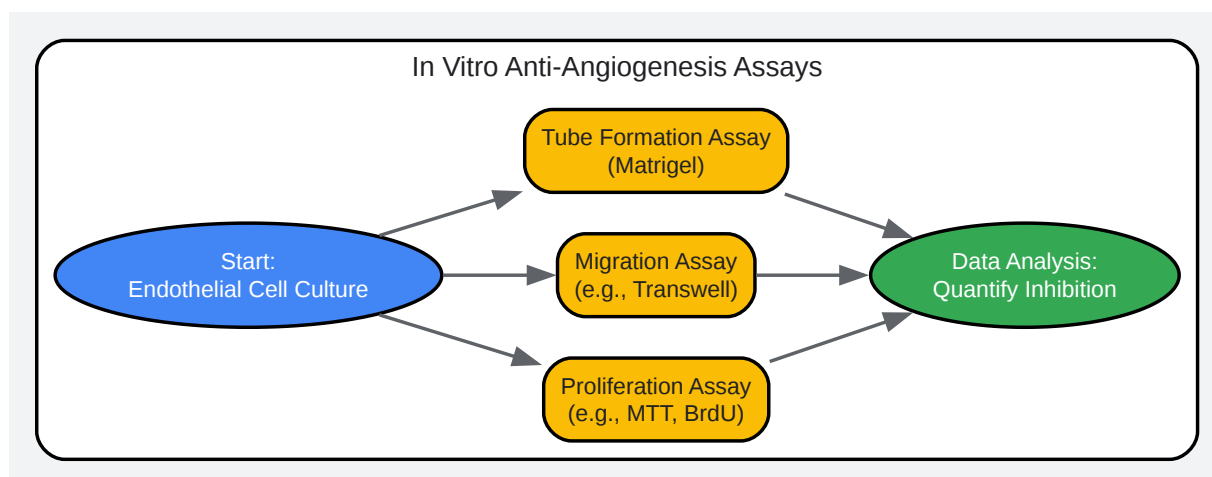 In Vitro Anti-Angiogenesis Assays
Tube Formation Assay
(Matrigel)
Start:
Endothelial Cell Culture
Migration Assay
(e.g., Transwell)
Data Analysis:
Quantify Inhibition
Proliferation Assay
(e.g., MTT, BrdU)